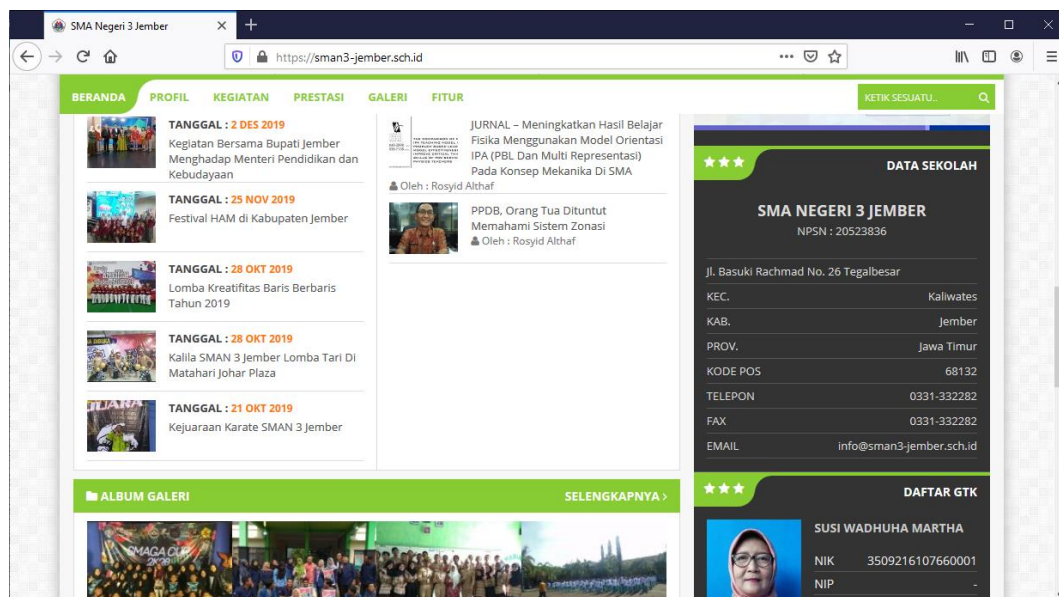 SMA Negeri 3 Jember
https://sman3-jember.sch.id
BERANDA PROFIL KEGIATAN PRESTASI GALERI FITUR
KETIK SESUATU..
TANGGAL : 2 DES 2019
Kegiatan Bersama Bupati Jember
Menghadap Menteri Pendidikan dan
Kebudayaan
TANGGAL : 25 NOV 2019
Festival HAM di Kabupaten Jember
TANGGAL : 28 OKT 2019
Lomba Kreatifitas Baris Berbaris
Tahun 2019
TANGGAL : 28 OKT 2019
Kalila SMAN 3 Jember Lomba Tari Di
Matahari Johar Plaza
TANGGAL : 21 OKT 2019
Kejuaraan Karate SMAN 3 Jember
JURNAL – Meningkatkan Hasil Belajar
Fisika Menggunakan Model Orientasi
IPA (PBL Dan Multi Representasi)
Pada Konsep Mekanika Di SMA
Oleh : Rosyid Althaf
PPDB, Orang Tua Dituntut
Memahami Sistem Zonasi
Oleh : Rosyid Althaf
ALBUM GALERI
SELENGKAPNYA >
SMAGA CUP
DATA SEKOLAH
SMA NEGERI 3 JEMBER
NPSN : 20523836
Jl. Basuki Rachmad No. 26 Tegalbesar
KEC. Kaliwates
KAB. Jember
PROV. Jawa Timur
KODE POS 68132
TELEPON 0331-332282
FAX 0331-332282
EMAIL info@sman3-jember.sch.id
DAFTAR GTK
SUSI WADHUHA MARTHA
NIK 3509216107660001
NIP -